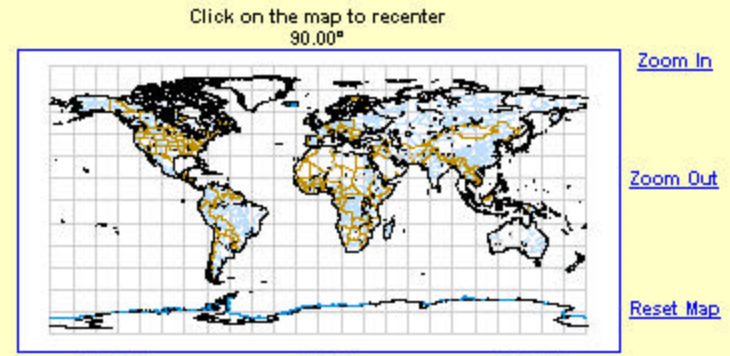 Click on the map to recenter
90.00°
Zoom In
Zoom Out
Reset Map